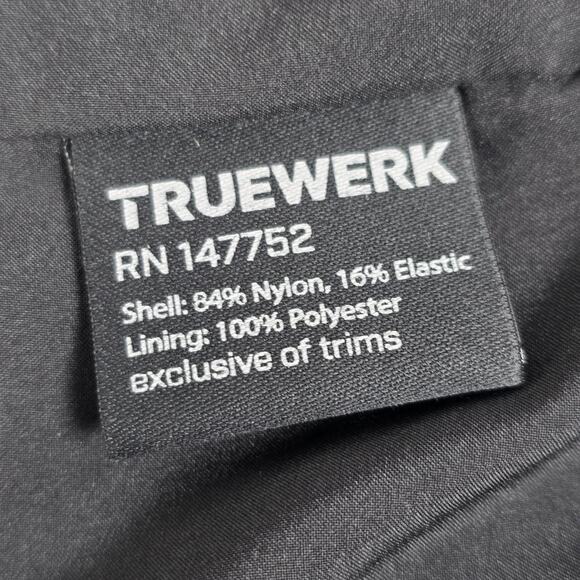 TRUEWERK
RN 147752
Shell: 84% Nylon, 16% Elastic
Lining: 100% Polyester
exclusive of trims